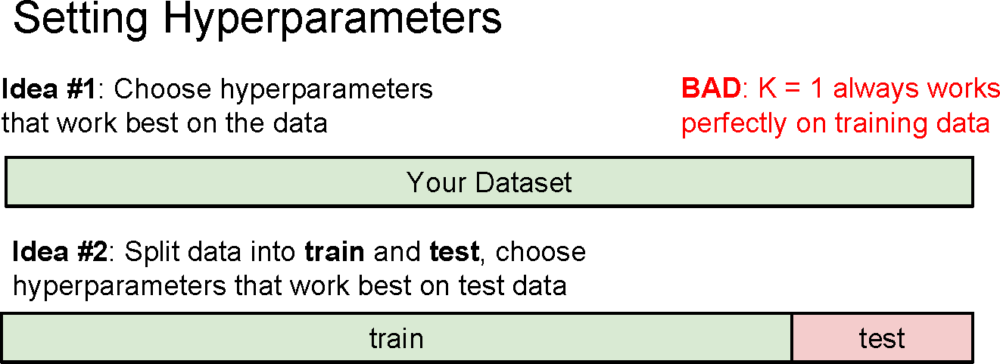 Setting Hyperparameters
Idea #1: Choose hyperparameters
that work best on the data
BAD: K = 1 always works
perfectly on training data
Your Dataset
Idea #2: Split data into train and test, choose
hyperparameters that work best on test data
train
test